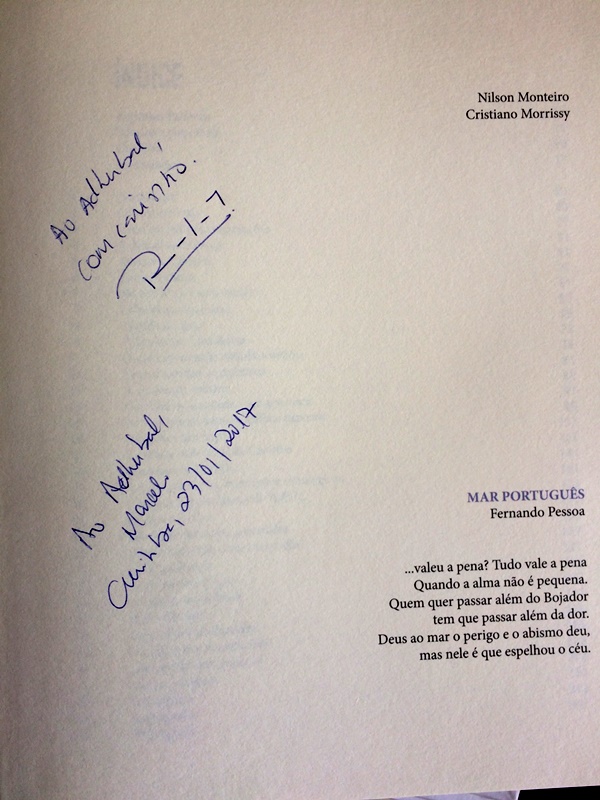 Nilson Monteiro
Cristiano Morrissy
Ao Adherbal,
com carinho.
Ao Adherbal,
Marcelo
Curitiba, 23/01/2017
MAR PORTUGUÊS
Fernando Pessoa
...valeu a pena? Tudo vale a pena
Quando a alma não é pequena.
Quem quer passar além do Bojador
tem que passar além da dor.
Deus ao mar o perigo e o abismo deu,
mas nele é que espelhou o céu.